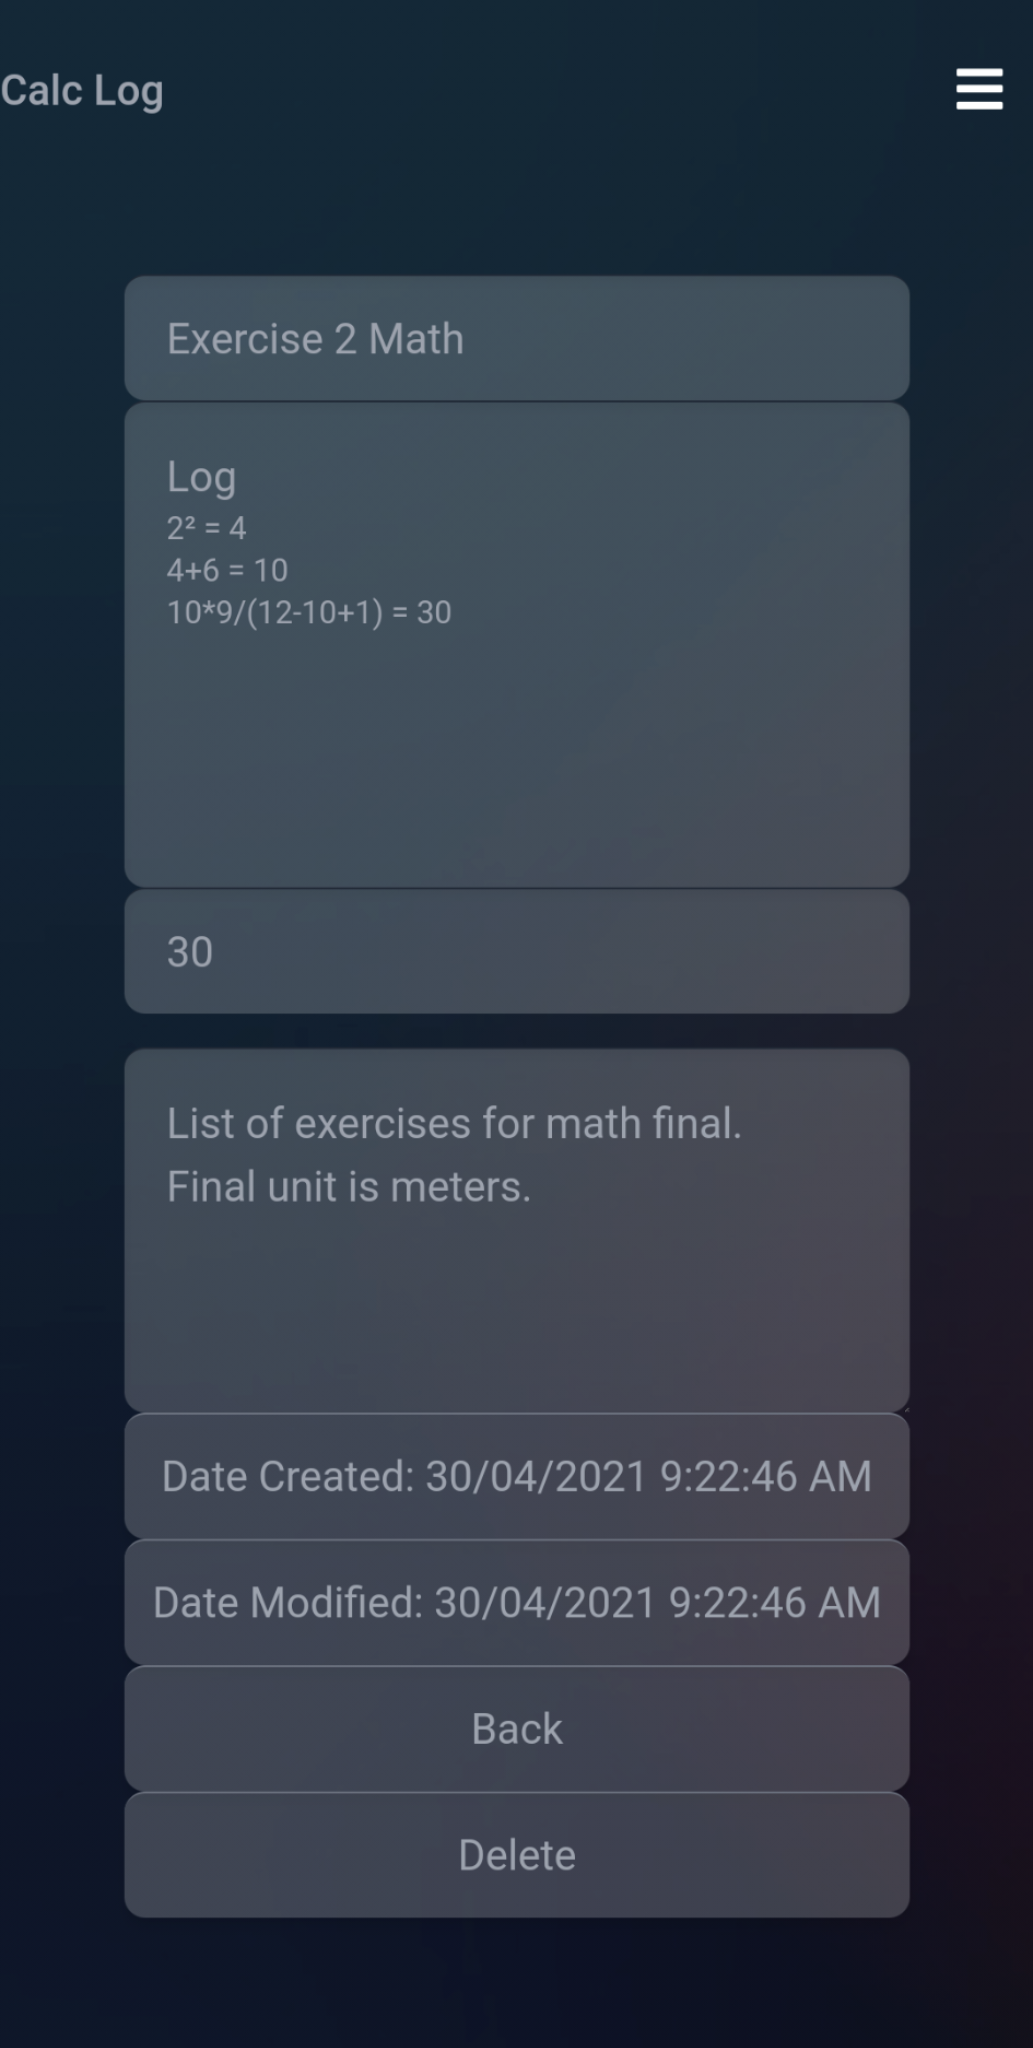 Calc Log
Exercise 2 Math
Log
2² = 4
4+6 = 10
10*9/(12-10+1) = 30
30
List of exercises for math final.
Final unit is meters.
Date Created: 30/04/2021 9:22:46 AM
Date Modified: 30/04/2021 9:22:46 AM
Back
Delete